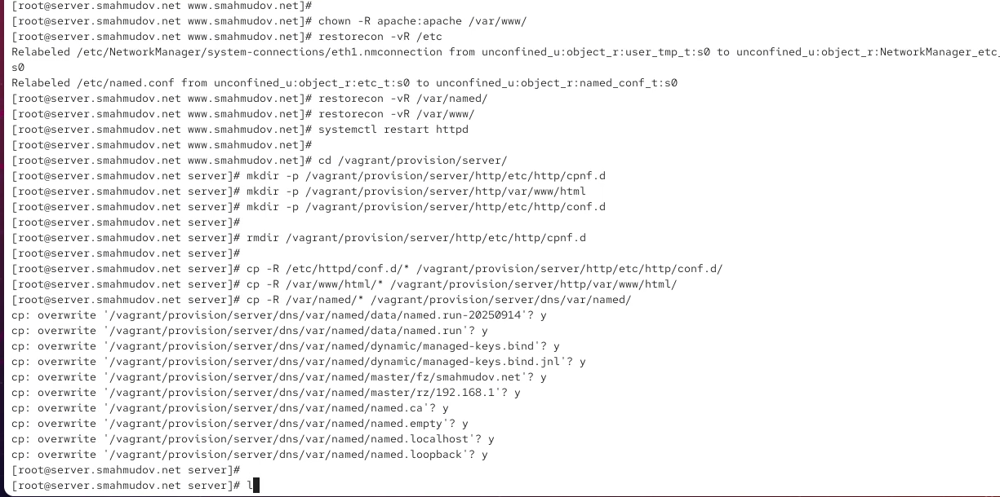 [root@server.smahmudov.net www.smahmudov.net]#
[root@server.smahmudov.net www.smahmudov.net]# chown -R apache:apache /var/www/
[root@server.smahmudov.net www.smahmudov.net]# restorecon -vR /etc
Relabeled /etc/NetworkManager/system-connections/eth1.nmconnection from unconfined_u:object_r:user_tmp_t:s0 to unconfined_u:object_r:NetworkManager_etc_
s0
Relabeled /etc/named.conf from unconfined_u:object_r:etc_t:s0 to unconfined_u:object_r:named_conf_t:s0
[root@server.smahmudov.net www.smahmudov.net]# restorecon -vR /var/named/
[root@server.smahmudov.net www.smahmudov.net]# restorecon -vR /var/www/
[root@server.smahmudov.net www.smahmudov.net]# systemctl restart httpd
[root@server.smahmudov.net www.smahmudov.net]#
[root@server.smahmudov.net www.smahmudov.net]# cd /vagrant/provision/server/
[root@server.smahmudov.net server]# mkdir -p /vagrant/provision/server/http/etc/http/cpnf.d
[root@server.smahmudov.net server]# mkdir -p /vagrant/provision/server/http/var/www/html
[root@server.smahmudov.net server]# mkdir -p /vagrant/provision/server/http/etc/http/conf.d
[root@server.smahmudov.net server]#
[root@server.smahmudov.net server]# rmdir /vagrant/provision/server/http/etc/http/cpnf.d
[root@server.smahmudov.net server]#
[root@server.smahmudov.net server]# cp -R /etc/httpd/conf.d/* /vagrant/provision/server/http/etc/http/conf.d/
[root@server.smahmudov.net server]# cp -R /var/www/html/* /vagrant/provision/server/http/var/www/html/
[root@server.smahmudov.net server]# cp -R /var/named/* /vagrant/provision/server/dns/var/named/
cp: overwrite '/vagrant/provision/server/dns/var/named/data/named.run-20250914'? y
cp: overwrite '/vagrant/provision/server/dns/var/named/data/named.run'? y
cp: overwrite '/vagrant/provision/server/dns/var/named/dynamic/managed-keys.bind'? y
cp: overwrite '/vagrant/provision/server/dns/var/named/dynamic/managed-keys.bind.jnl'? y
cp: overwrite '/vagrant/provision/server/dns/var/named/master/fz/smahmudov.net'? y
cp: overwrite '/vagrant/provision/server/dns/var/named/master/rz/192.168.1'? y
cp: overwrite '/vagrant/provision/server/dns/var/named/named.ca'? y
cp: overwrite '/vagrant/provision/server/dns/var/named/named.empty'? y
cp: overwrite '/vagrant/provision/server/dns/var/named/named.localhost'? y
cp: overwrite '/vagrant/provision/server/dns/var/named/named.loopback'? y
[root@server.smahmudov.net server]#
[root@server.smahmudov.net server]# l